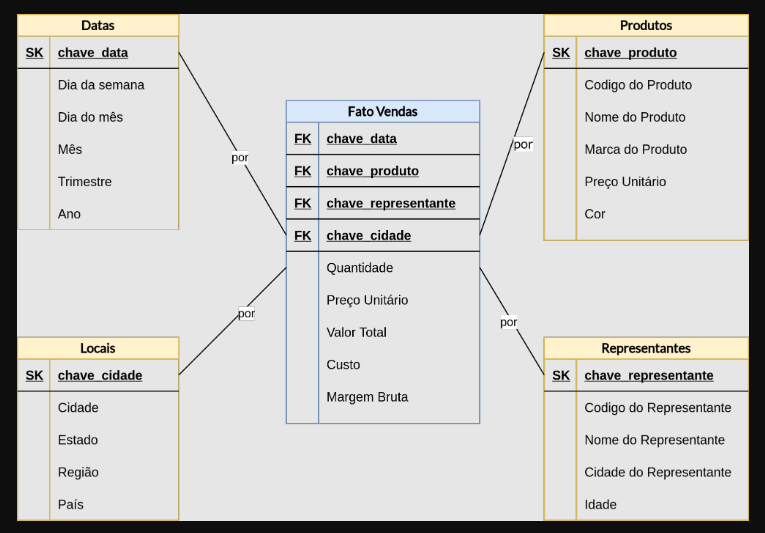 Datas
SK chave_data
Dia da semana
Dia do mês
Mês
Trimestre
Ano
Produtos
SK chave_produto
Codigo do Produto
Nome do Produto
Marca do Produto
Preço Unitário
Cor
Fato Vendas
FK chave_data
FK chave_produto
FK chave_representante
FK chave_cidade
Quantidade
Preço Unitário
Valor Total
Custo
Margem Bruta
por
por
por
por
Locais
SK chave_cidade
Cidade
Estado
Região
País
Representantes
SK chave_representante
Codigo do Representante
Nome do Representante
Cidade do Representante
Idade